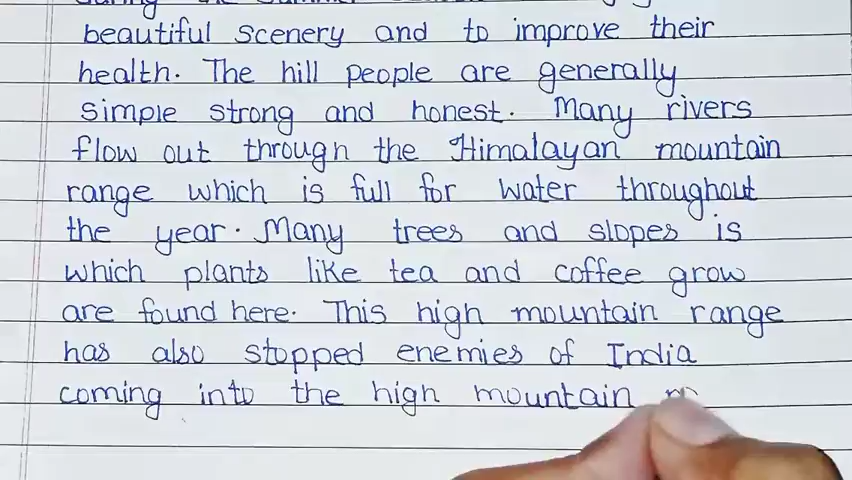 beautiful scenery and to improve their
health. The hill people are generally
simple strong and honest. Many rivers
flow out through the Himalayan mountain
range which is full for water throughout
the year. Many trees and slopes is
which plants like tea and coffee grow
are found here. This high mountain range
has also stopped enemies of India
coming into the high mountain